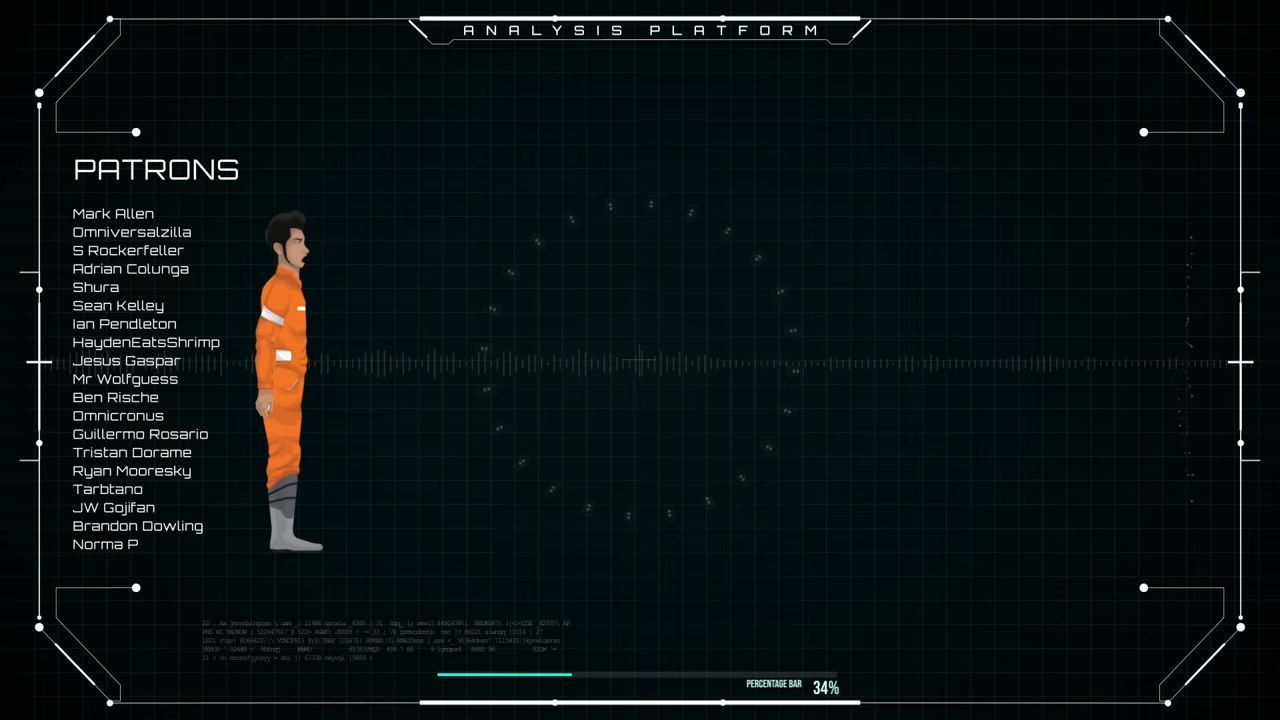 ANALYSIS PLATFORM
PATRONS
Mark Allen
Omniversalzilla
S Rockerfeller
Adrian Colunga
Shura
Sean Kelley
Ian Pendleton
HaydenEatsShrimp
Jesus Gaspar
Mr Wolfguess
Ben Rische
Omnicronus
Guillermo Rosario
Tristan Dorame
Ryan Mooresky
Tarbtano
JW Gojifan
Brandon Dowling
Norma P
PERCENTAGE BAR 34%